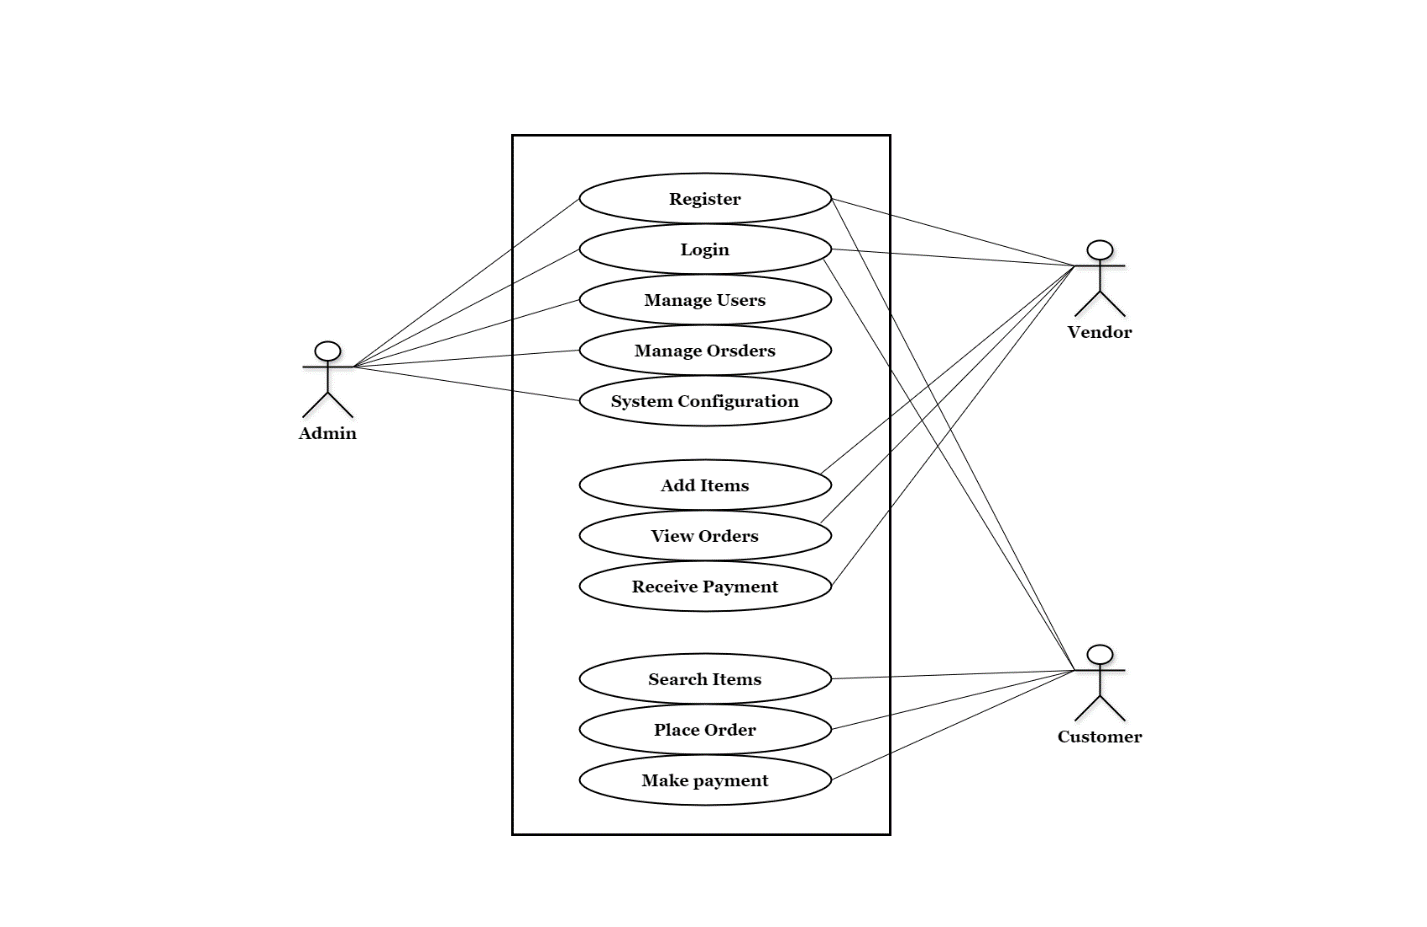 Register
Login
Manage Users
Manage Orsders
System Configuration
Add Items
View Orders
Receive Payment
Search Items
Place Order
Make payment
Admin
Vendor
Customer